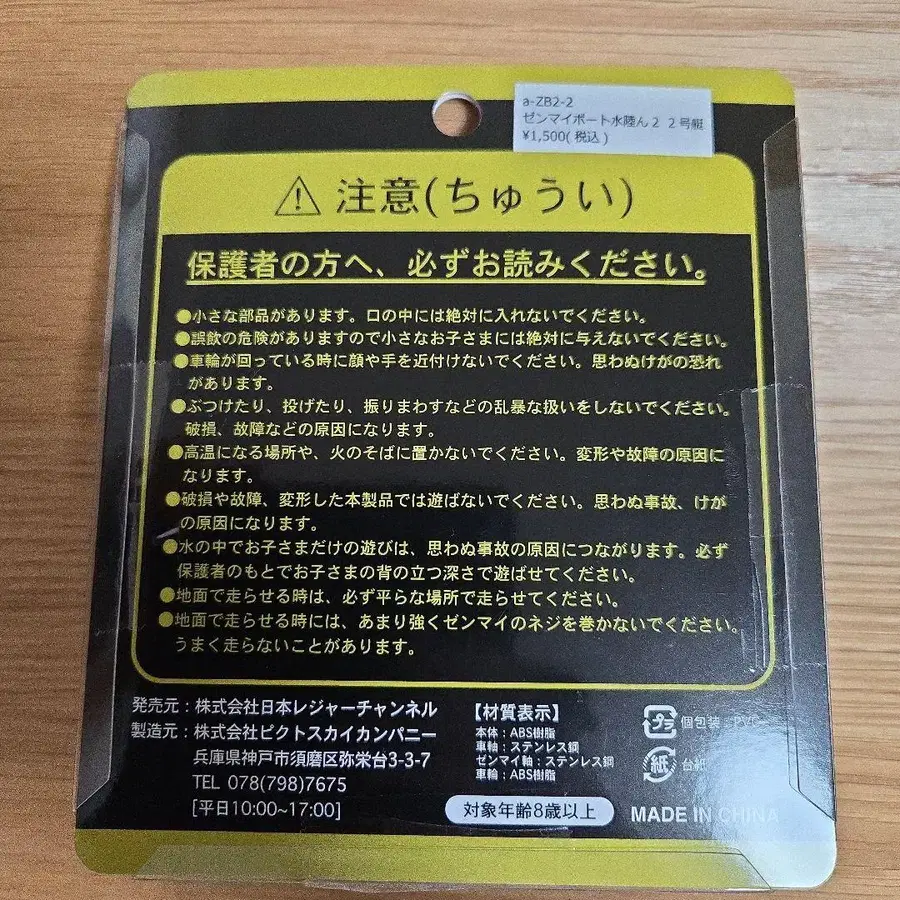 a-ZB2-2
ゼンマイボート水陸ん2 2号艇
¥1,500(税込)
注意(ちゅうい)
保護者の方へ、必ずお読みください。
●小さな部品があります。口の中には絶対に入れないでください。
●誤飲の危険がありますので小さなお子さまには絶対に与えないでください。
●車輪が回っている時に顔や手を近付けないでください。思わぬけがの恐れ
があります。
●ぶつけたり、投げたり、振りまわすなどの乱暴な扱いをしないでください。
破損、故障などの原因になります。
●高温になる場所や、火のそばに置かないでください。変形や故障の原因に
なります。
●破損や故障、変形した本製品では遊ばないでください。思わぬ事故、けが
の原因になります。
●水の中でお子さまだけの遊びは、思わぬ事故の原因につながります。必ず
保護者のもとでお子さまの背の立つ深さで遊ばせてください。
●地面で走らせる時は、必ず平らな場所で走らせてください。
●地面で走らせる時には、あまり強くゼンマイのネジを巻かないでください。
うまく走らないことがあります。
発売元:株式会社日本レジャーチャンネル
製造元:株式会社ピクトスカイカンパニー
兵庫県神戸市須磨区弥栄台3-3-7
TEL 078(798)7675
[平日10:00~17:00]
【材質表示】
本体:ABS樹脂
車軸:ステンレス鋼
ゼンマイ軸:ステンレス鋼
車輪:ABS樹脂
対象年齢8歳以上
プラ 個包装:PVC
紙 台紙
MADE IN CHINA